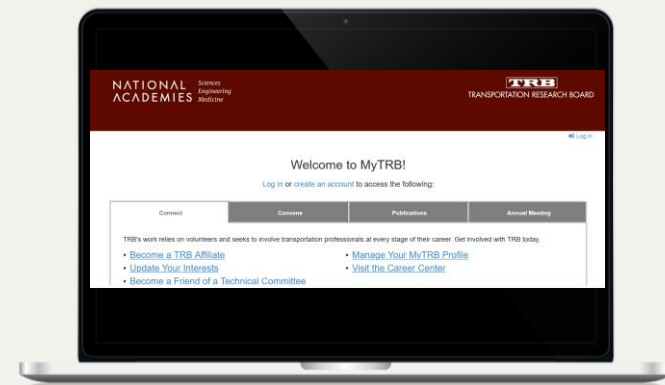 NATIONAL
ACADEMIES
Sciences
Engineering
Medicine
TRB
TRANSPORTATION RESEARCH BOARD
Log in
Welcome to MyTRB!
Log in or create an account to access the following:
Connect
Convene
Publications
Annual Meeting
TRB's work relies on volunteers and seeks to involve transportation professionals at every stage of their career. Get involved with TRB today.
• Become a TRB Affiliate
• Update Your Interests
• Become a Friend of a Technical Committee
• Manage Your MyTRB Profile
• Visit the Career Center